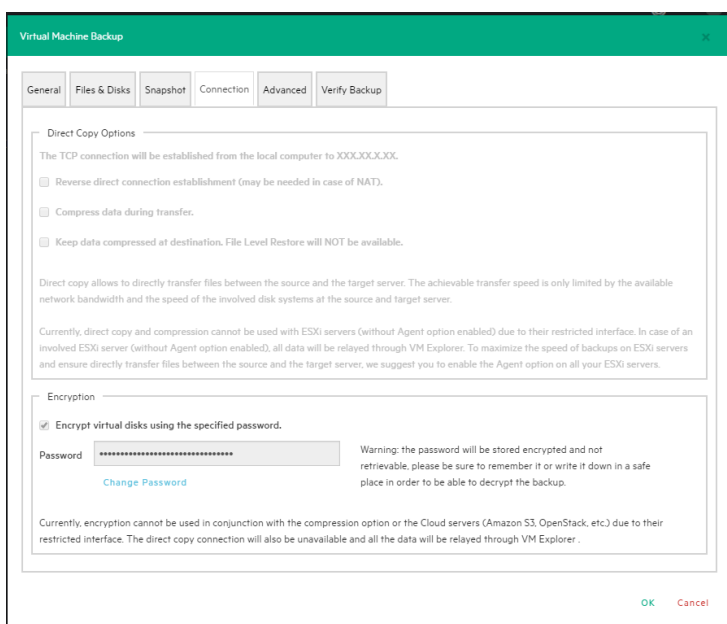 Virtual Machine Backup
×
General Files & Disks Snapshot Connection Advanced Verify Backup
Direct Copy Options
The TCP connection will be established from the local computer to XXX.XX.X.XX.
Reverse direct connection establishment (may be needed in case of NAT).
Compress data during transfer.
Keep data compressed at destination. File Level Restore will NOT be available.
Direct copy allows to directly transfer files between the source and the target server. The achievable transfer speed is only limited by the available
network bandwidth and the speed of the involved disk systems at the source and target server.
Currently, direct copy and compression cannot be used with ESXi servers (without Agent option enabled) due to their restricted interface. In case of an
involved ESXi server (without Agent option enabled), all data will be relayed through VM Explorer. To maximize the speed of backups on ESXi servers
and ensure directly transfer files between the source and the target server, we suggest you to enable the Agent option on all your ESXi servers.
Encryption
Encrypt virtual disks using the specified password.
Password
Warning: the password will be stored encrypted and not
retrievable, please be sure to remember it or write it down in a safe
place in order to be able to decrypt the backup.
Change Password
Currently, encryption cannot be used in conjunction with the compression option or the Cloud servers (Amazon S3, OpenStack, etc.) due to their
restricted interface. The direct copy connection will also be unavailable and all the data will be relayed through VM Explorer .
OK Cancel